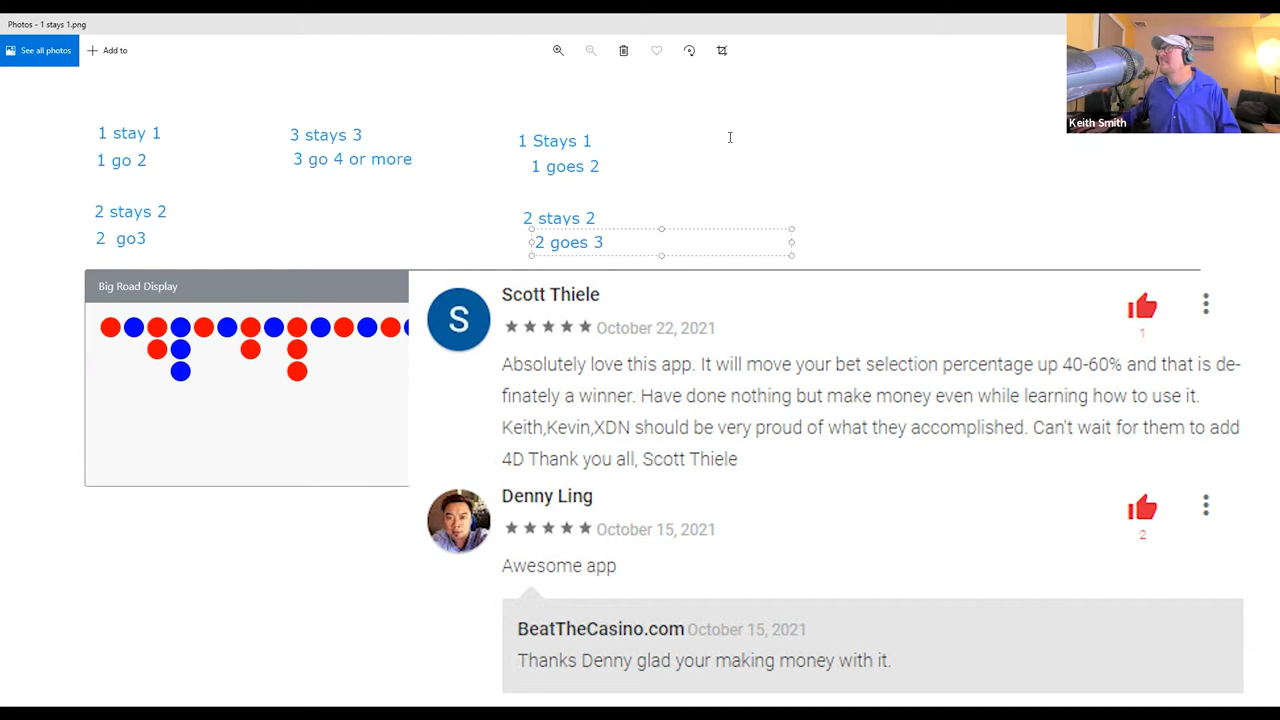 Photos - 1 stays 1.png
See all photos
Add to
Keith Smith
1 stay 1
1 go 2
3 stays 3
3 go 4 or more
1 Stays 1
1 goes 2
2 stays 2
2 go3
2 stays 2
2 goes 3
Big Road Display
S
Scott Thiele
October 22, 2021
1
Absolutely love this app. It will move your bet selection percentage up 40-60% and that is de-
finately a winner. Have done nothing but make money even while learning how to use it.
Keith,Kevin,XDN should be very proud of what they accomplished. Can't wait for them to add
4D Thank you all, Scott Thiele
Denny Ling
October 15, 2021
2
Awesome app
BeatTheCasino.com October 15, 2021
Thanks Denny glad your making money with it.